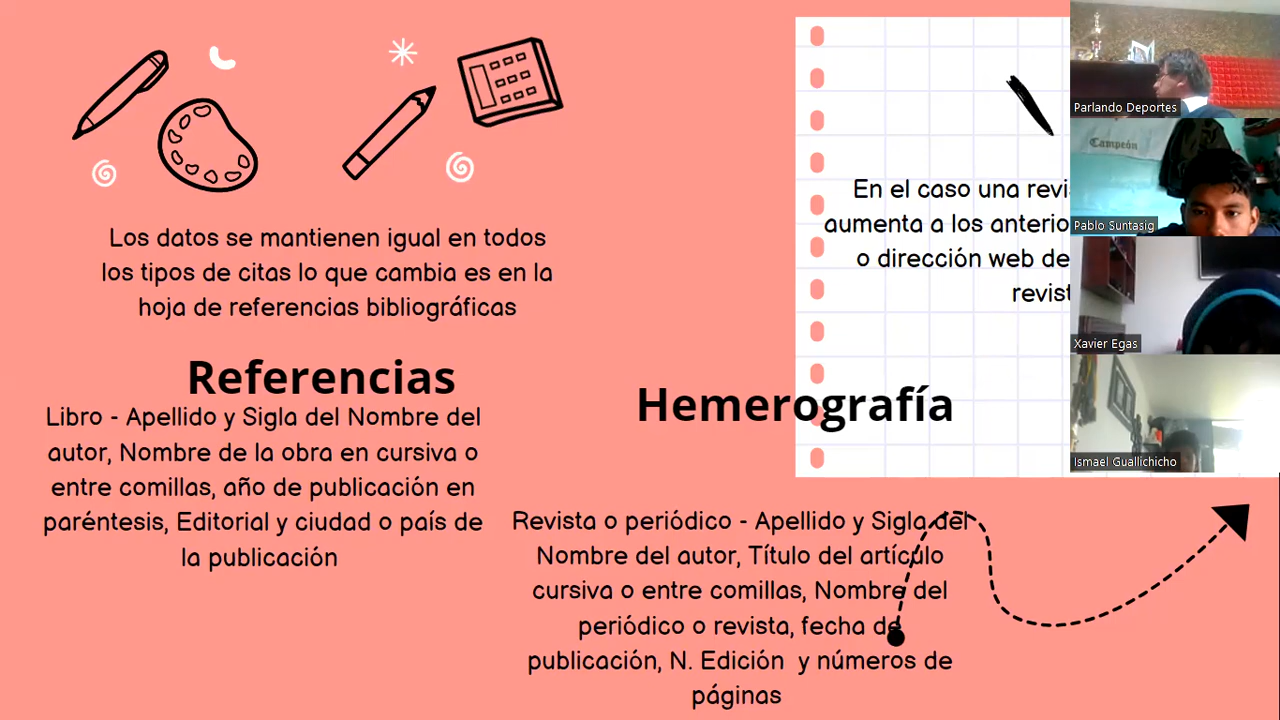 Los datos se mantienen igual en todos
los tipos de citas lo que cambia es en la
hoja de referencias bibliográficas
Referencias
Libro - Apellido y Sigla del Nombre del
autor, Nombre de la obra en cursiva o
entre comillas, año de publicación en
paréntesis, Editorial y ciudad o país de
la publicación
Hemerografía
Revista o periódico - Apellido y Sigla del
Nombre del autor, Título del artículo
cursiva o entre comillas, Nombre del
periódico o revista, fecha de
publicación, N. Edición y números de
páginas
En el caso una revi
aumenta a los anterio
o dirección web de
revist
Parlando Deportes
Campeón
Pablo Suntasig
Xavier Egas
Ismael Guallichicho